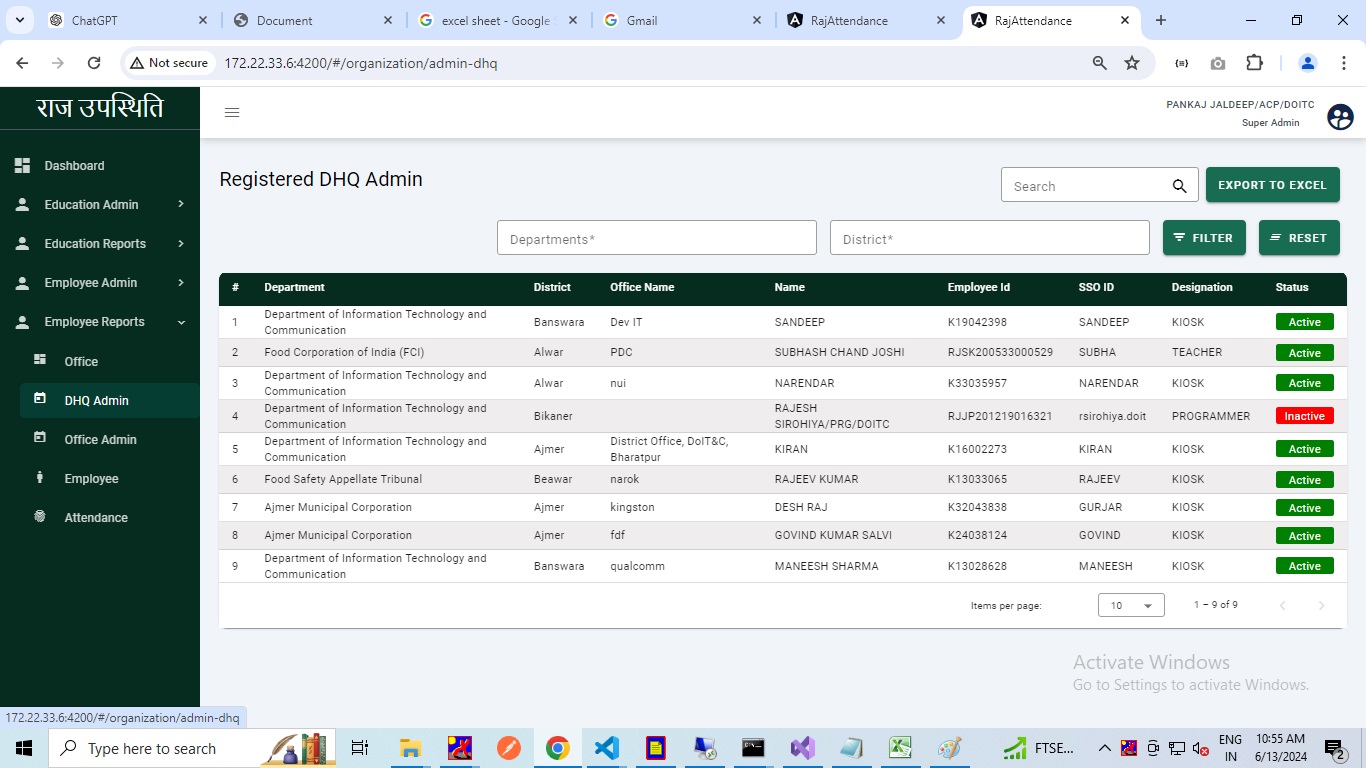 ChatGPT
Document
excel sheet - Google
Gmail
RajAttendance
RajAttendance
Not secure
172.22.33.6:4200/#/organization/admin-dhq
राज उपस्थिति
PANKAJ JALDEEP/ACP/DOITC
Super Admin
Dashboard
Education Admin
Education Reports
Employee Admin
Employee Reports
Office
DHQ Admin
Office Admin
Employee
Attendance
Registered DHQ Admin
Search
EXPORT TO EXCEL
Departments*
District*
FILTER
RESET
# Department District Office Name Name Employee Id SSO ID Designation Status
1 Department of Information Technology and Communication Banswara Dev IT SANDEEP K19042398 SANDEEP KIOSK Active
2 Food Corporation of India (FCI) Alwar PDC SUBHASH CHAND JOSHI RJSK200533000529 SUBHA TEACHER Active
3 Department of Information Technology and Communication Alwar nui NARENDAR K33035957 NARENDAR KIOSK Active
4 Department of Information Technology and Communication Bikaner RAJESH SIROHIYA/PRG/DOITC RJJP201219016321 rsirohiya.doit PROGRAMMER Inactive
5 Department of Information Technology and Communication Ajmer District Office, DoIT&C, Bharatpur KIRAN K16002273 KIRAN KIOSK Active
6 Food Safety Appellate Tribunal Beawar narok RAJEEV KUMAR K13033065 RAJEEV KIOSK Active
7 Ajmer Municipal Corporation Ajmer kingston DESH RAJ K32043838 GURJAR KIOSK Active
8 Ajmer Municipal Corporation Ajmer fdf GOVIND KUMAR SALVI K24038124 GOVIND KIOSK Active
9 Department of Information Technology and Communication Banswara qualcomm MANEESH SHARMA K13028628 MANEESH KIOSK Active
Items per page: 10 1 – 9 of 9
Activate Windows
Go to Settings to activate Windows.
172.22.33.6:4200/#/organization/admin-dhq
Type here to search
FTSE...
ENG
IN
10:55 AM
6/13/2024
2